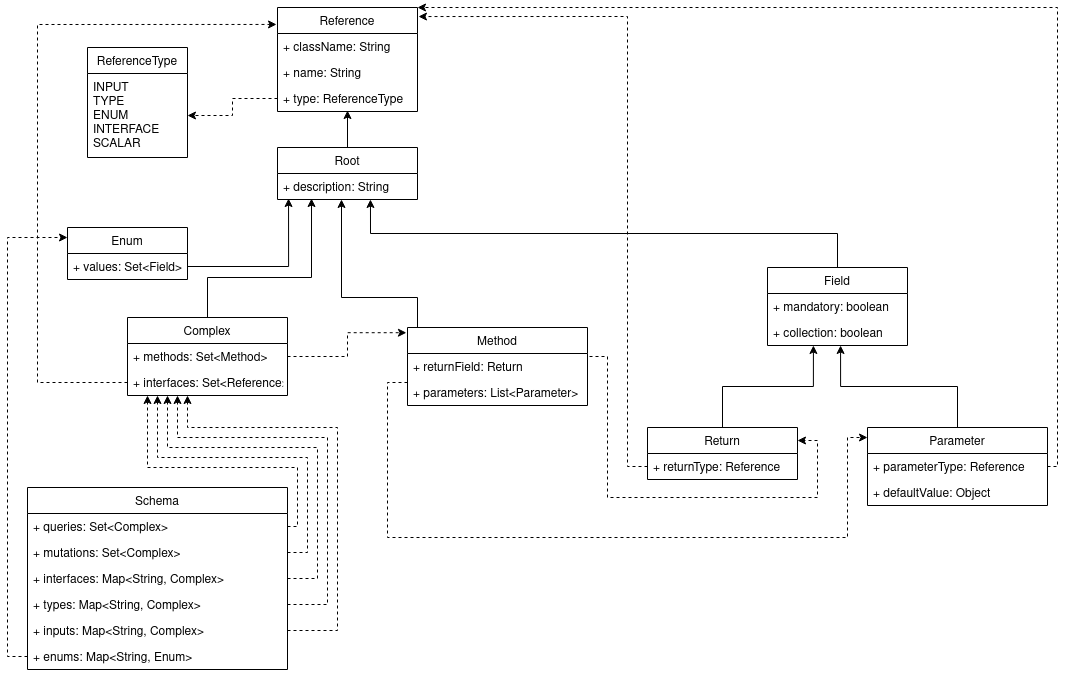 Reference
+ className: String
+ name: String
+ type: ReferenceType
ReferenceType
INPUT
TYPE
ENUM
INTERFACE
SCALAR
Root
+ description: String
Enum
+ values: Set<Field>
Field
+ mandatory: boolean
+ collection: boolean
Complex
+ methods: Set<Method>
+ interfaces: Set<Reference
Method
+ returnField: Return
+ parameters: List<Parameter>
Return
+ returnType: Reference
Parameter
+ parameterType: Reference
+ defaultValue: Object
Schema
+ queries: Set<Complex>
+ mutations: Set<Complex>
+ interfaces: Map<String, Complex>
+ types: Map<String, Complex>
+ inputs: Map<String, Complex>
+ enums: Map<String, Enum>